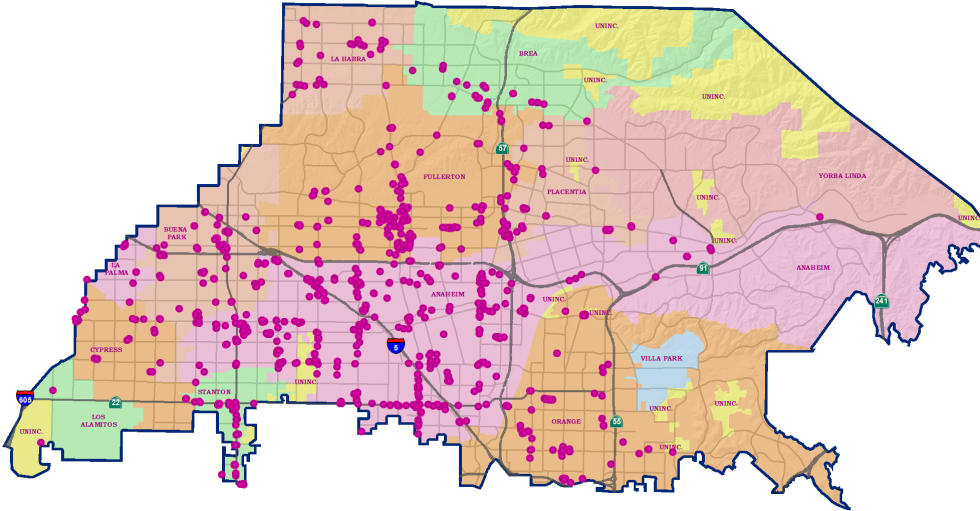 UNINC.
BREA
LA HABRA
UNINC.
UNINC.
57
UNINC.
FULLERTON
YORBA LINDA
PLACENTIA
UNINC.
UNINC.
BUENA
PARK
UNINC.
LA
PALMA
91
ANAHEIM
ANAHEIM
UNINC.
241
UNINC.
5
CYPRESS
VILLA PARK
UNINC.
STANTON
605
22
UNINC.
UNINC.
LOS
ALAMITOS
ORANGE
55
UNINC.
UNINC.